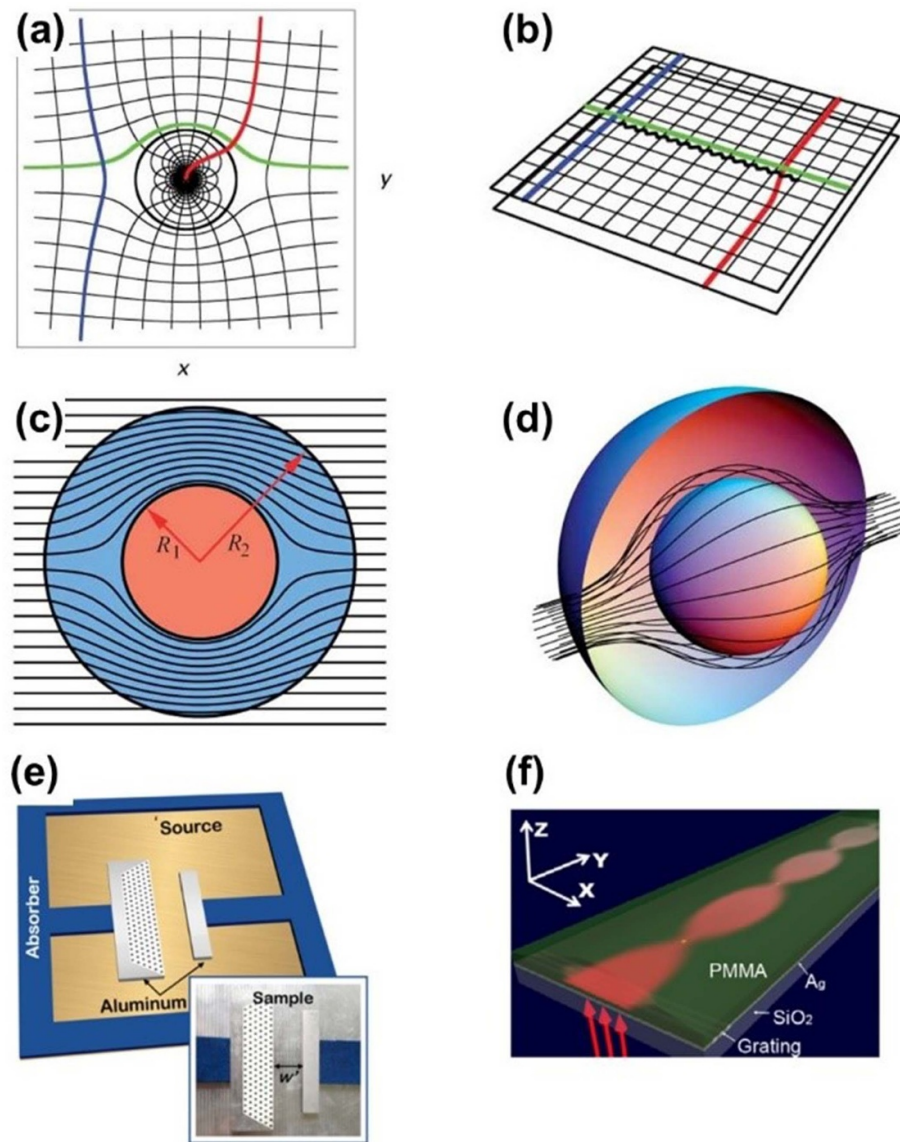 (a)
y
x
(b)
(c)
R₁
R₂
(d)
(e)
Source
Absorber
Aluminum
Sample
w'
(f)
Z
Y
X
PMMA
Ag
SiO₂
Grating